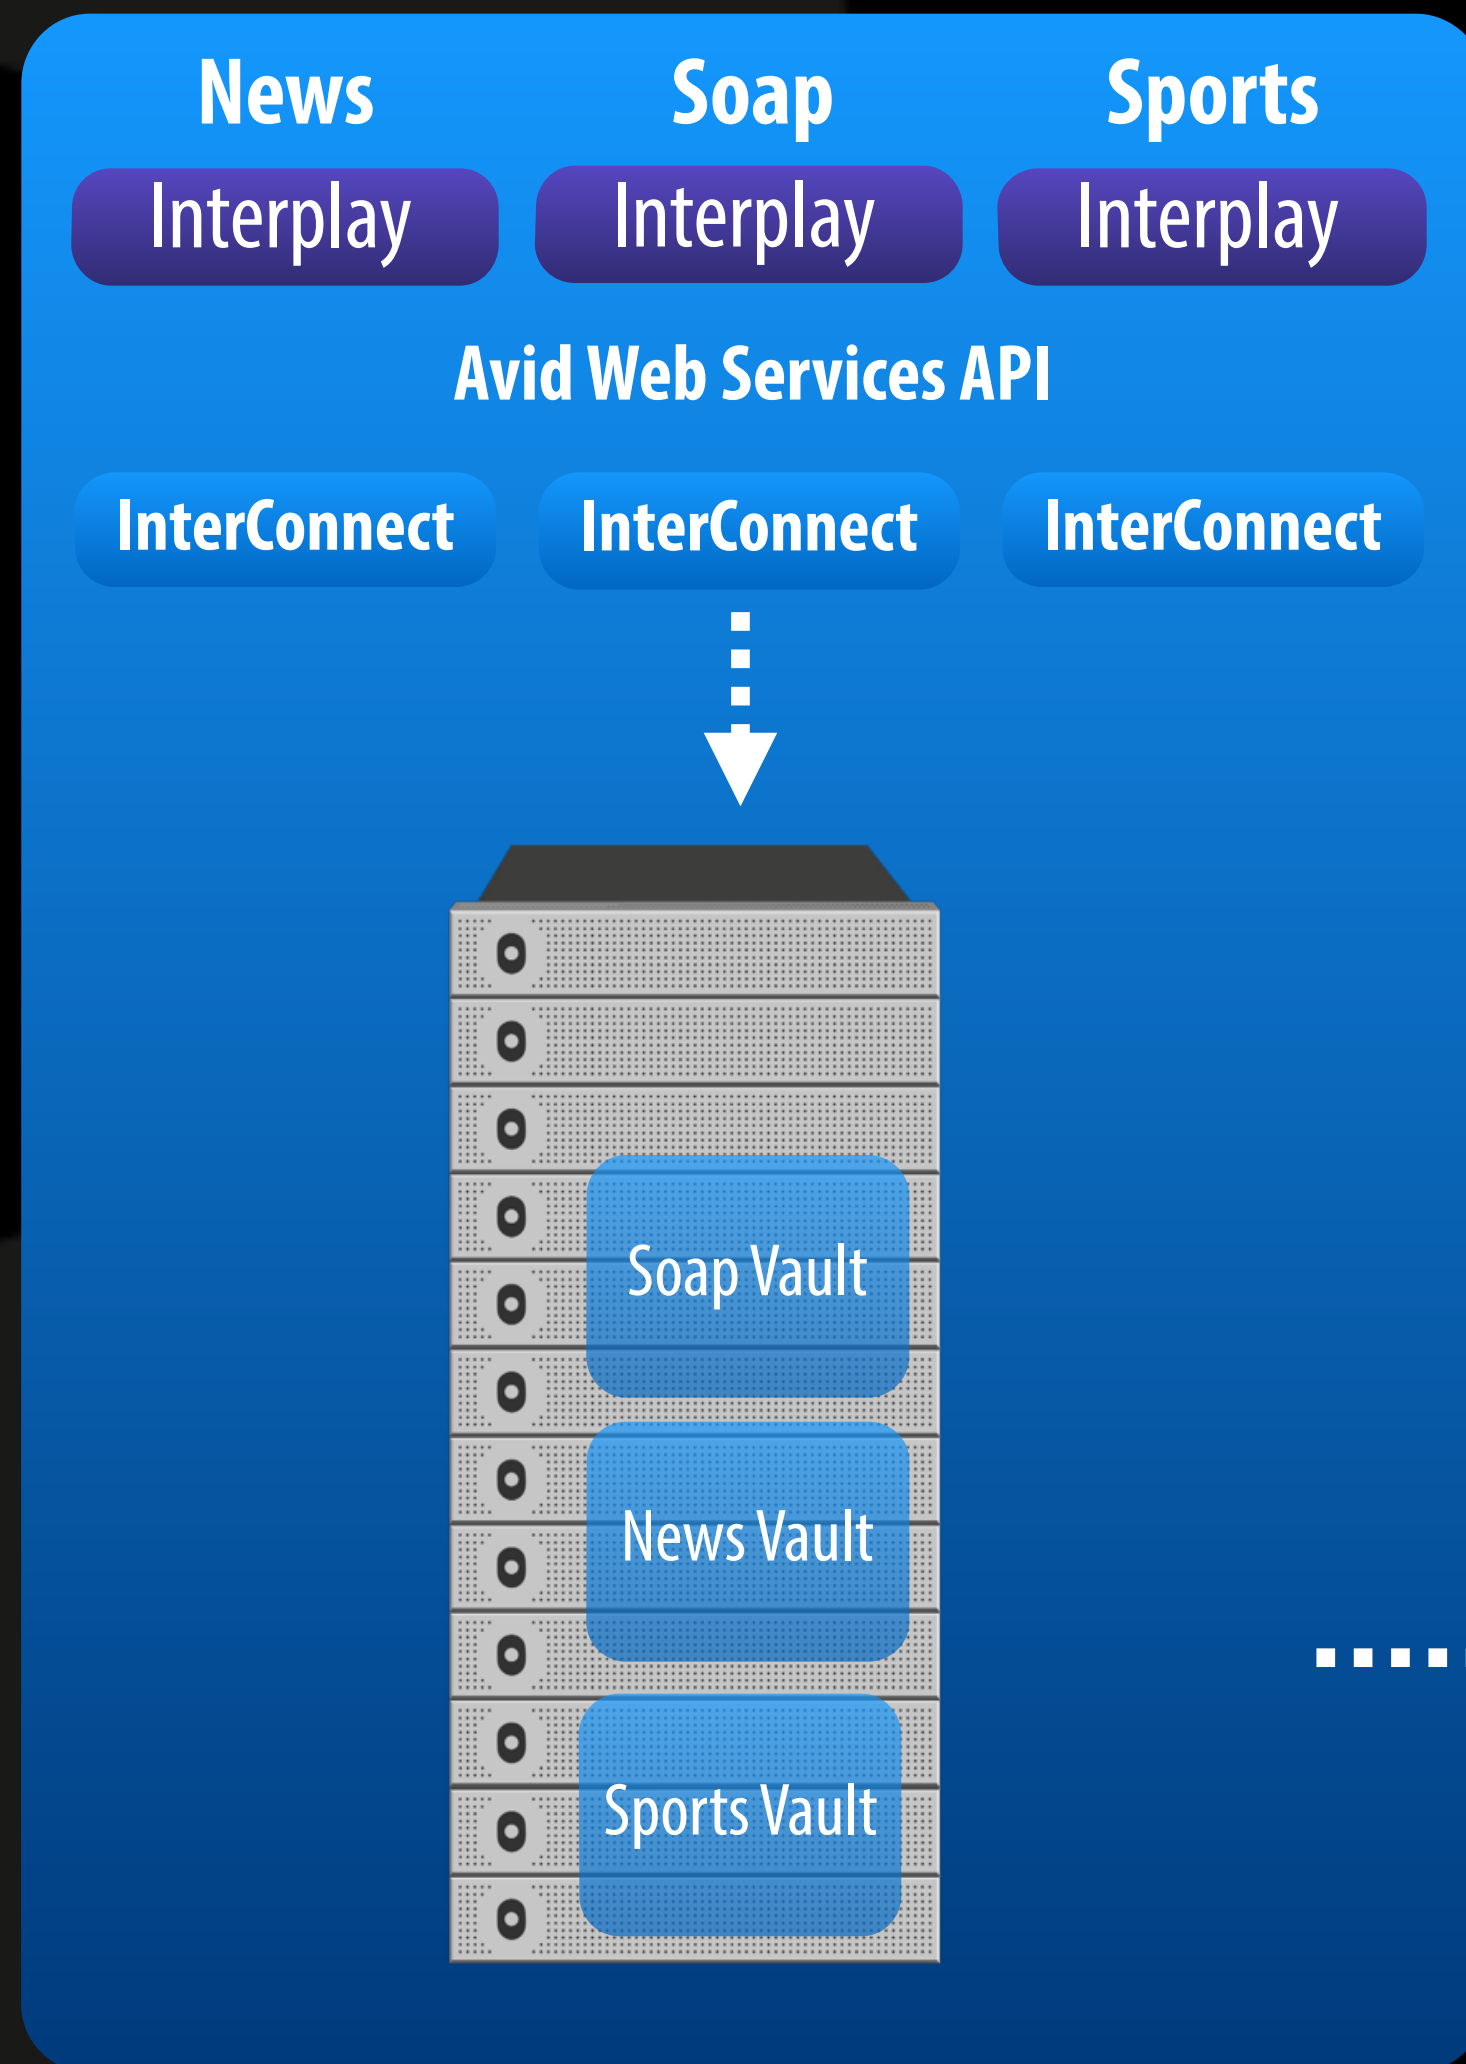 News Soap Sports
Interplay Interplay Interplay
Avid Web Services API
InterConnect InterConnect InterConnect
Soap Vault
News Vault
Sports Vault